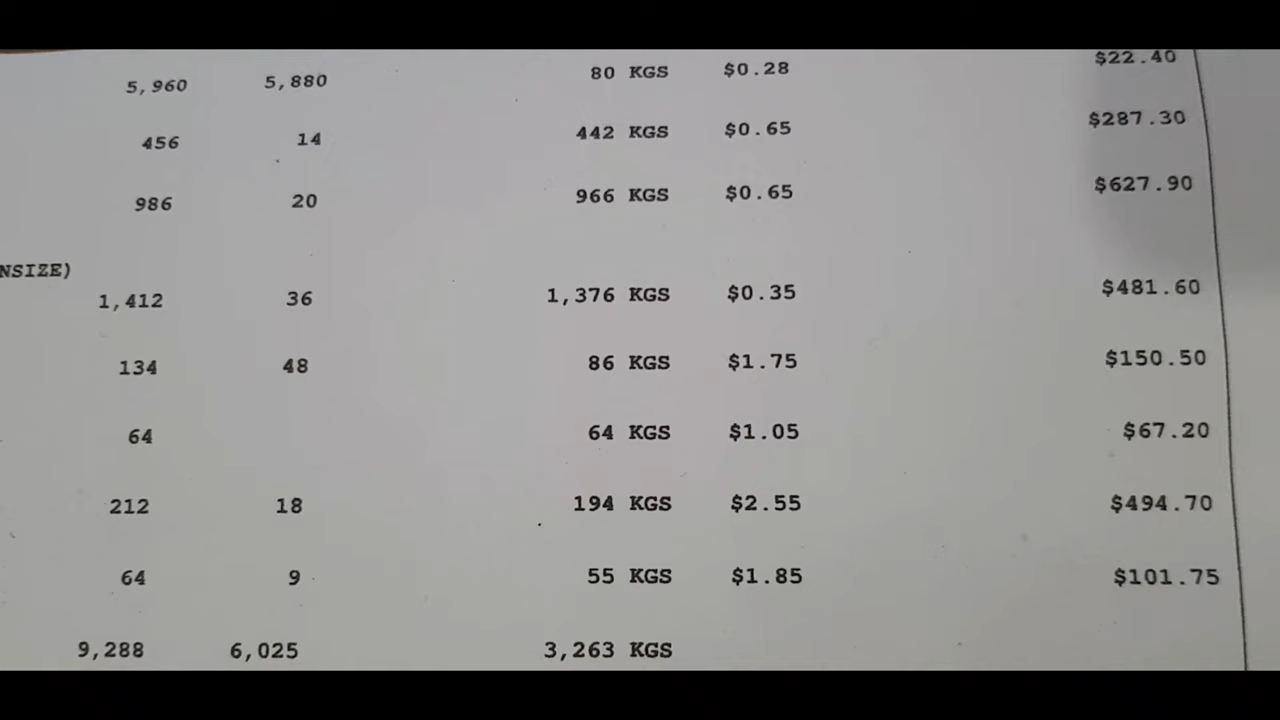 5,960 5,880 80 KGS $0.28 $22.40
456 14 442 KGS $0.65 $287.30
986 20 966 KGS $0.65 $627.90
NSIZE)
1,412 36 1,376 KGS $0.35 $481.60
134 48 86 KGS $1.75 $150.50
64 64 KGS $1.05 $67.20
212 18 194 KGS $2.55 $494.70
64 9 55 KGS $1.85 $101.75
9,288 6,025 3,263 KGS